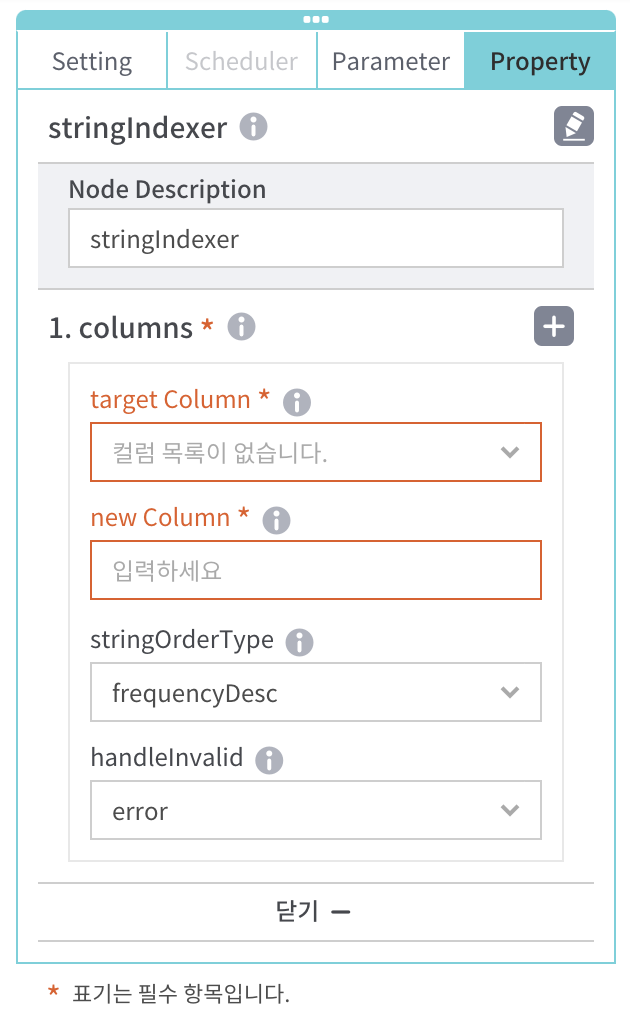 Setting Scheduler Parameter Property
stringIndexer
Node Description
stringIndexer
1. columns *
target Column *
컬럼 목록이 없습니다.
new Column *
입력하세요
stringOrderType
frequencyDesc
handleInvalid
error
닫기
* 표기는 필수 항목입니다.